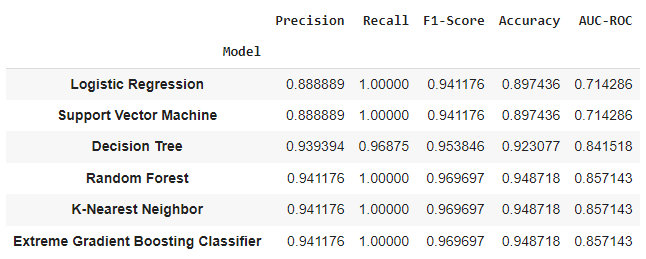 Precision Recall F1-Score Accuracy AUC-ROC
Model
Logistic Regression 0.888889 1.00000 0.941176 0.897436 0.714286
Support Vector Machine 0.888889 1.00000 0.941176 0.897436 0.714286
Decision Tree 0.939394 0.96875 0.953846 0.923077 0.841518
Random Forest 0.941176 1.00000 0.969697 0.948718 0.857143
K-Nearest Neighbor 0.941176 1.00000 0.969697 0.948718 0.857143
Extreme Gradient Boosting Classifier 0.941176 1.00000 0.969697 0.948718 0.857143